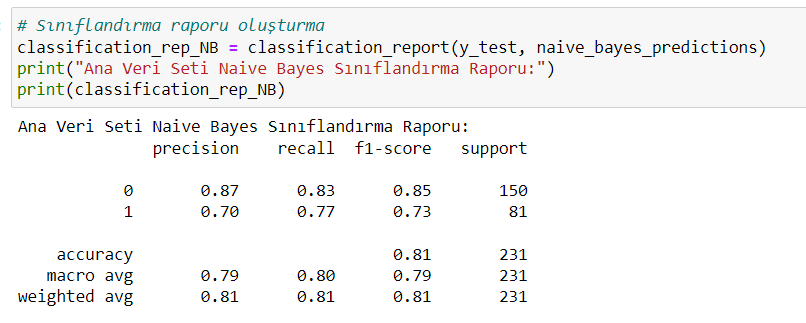 # Sınıflandırma raporu oluşturma
classification_rep_NB = classification_report(y_test, naive_bayes_predictions)
print("Ana Veri Seti Naive Bayes Sınıflandırma Raporu:")
print(classification_rep_NB)
Ana Veri Seti Naive Bayes Sınıflandırma Raporu:
              precision    recall  f1-score   support
           0       0.87      0.83      0.85       150
           1       0.70      0.77      0.73        81
    accuracy                           0.81       231
   macro avg       0.79      0.80      0.79       231
weighted avg       0.81      0.81      0.81       231